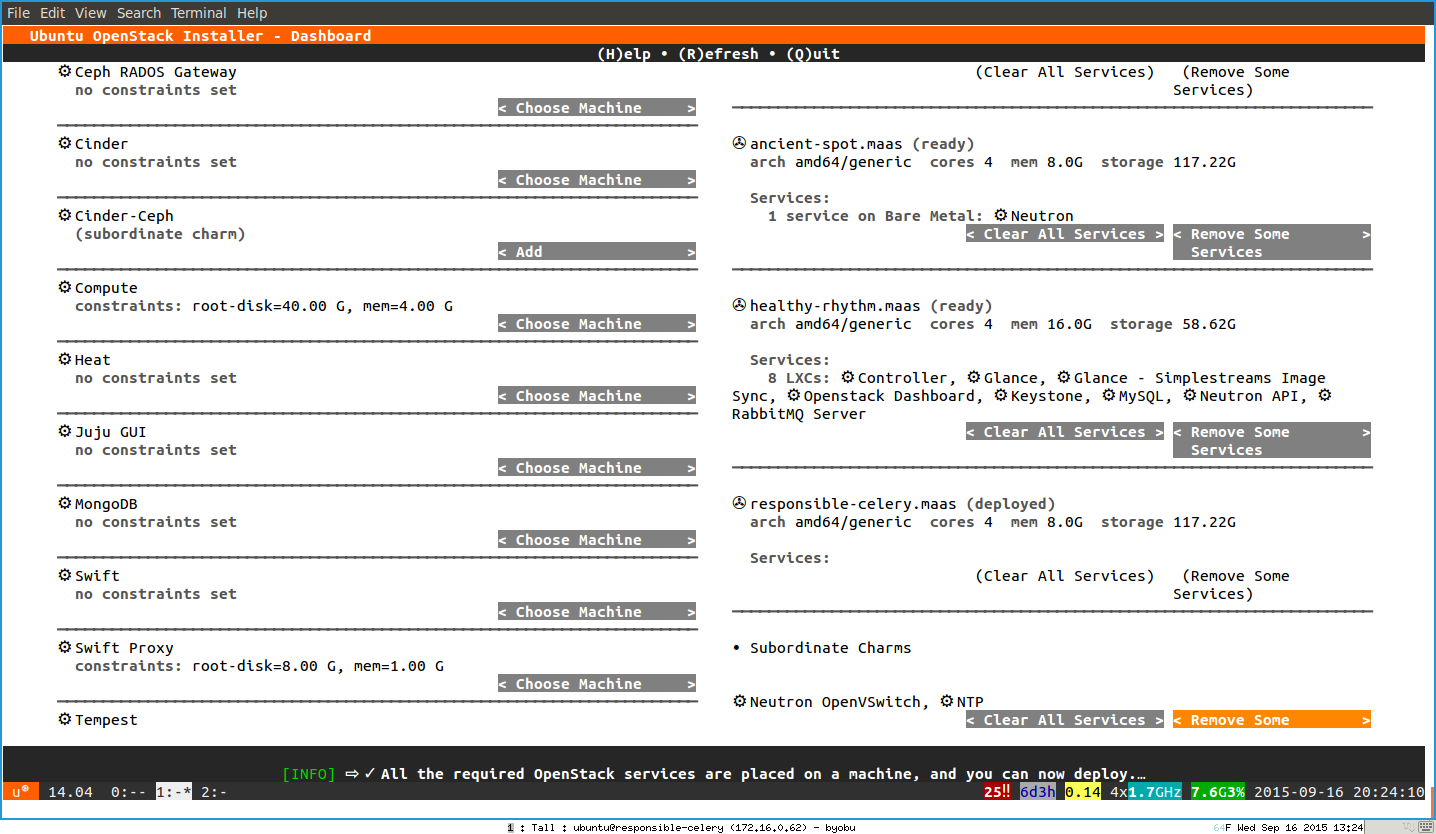 File Edit View Search Terminal Help
Ubuntu OpenStack Installer - Dashboard
(H)elp • (R)efresh • (Q)uit
Ceph RADOS Gateway
no constraints set
< Choose Machine >
Cinder
no constraints set
< Choose Machine >
Cinder-Ceph
(subordinate charm)
< Add >
Compute
constraints: root-disk=40.00 G, mem=4.00 G
< Choose Machine >
Heat
no constraints set
< Choose Machine >
Juju GUI
no constraints set
< Choose Machine >
MongoDB
no constraints set
< Choose Machine >
Swift
no constraints set
< Choose Machine >
Swift Proxy
constraints: root-disk=8.00 G, mem=1.00 G
< Choose Machine >
Tempest
(Clear All Services) (Remove Some
Services)
ancient-spot.maas (ready)
arch amd64/generic cores 4 mem 8.0G storage 117.22G
Services:
1 service on Bare Metal: ⚙Neutron
< Clear All Services > < Remove Some >
Services
healthy-rhythm.maas (ready)
arch amd64/generic cores 4 mem 16.0G storage 58.62G
Services:
8 LXCs: ⚙Controller, ⚙Glance, ⚙Glance - Simplestreams Image
Sync, ⚙Openstack Dashboard, ⚙Keystone, ⚙MySQL, ⚙Neutron API, ⚙
RabbitMQ Server
< Clear All Services > < Remove Some >
Services
responsible-celery.maas (deployed)
arch amd64/generic cores 4 mem 8.0G storage 117.22G
Services:
(Clear All Services) (Remove Some
Services)
• Subordinate Charms
⚙Neutron OpenVSwitch, ⚙NTP
< Clear All Services > < Remove Some >
[INFO] ⇨ ✓ All the required OpenStack services are placed on a machine, and you can now deploy.…
u® 14.04 0:-- 1:-* 2:- 25!! 6d3h 0.14 4x1.7GHz 7.6G3% 2015-09-16 20:24:10
1 : Tall : ubuntu@responsible-celery (172.16.0.62) - byobu
64F Wed Sep 16 2015 13:24